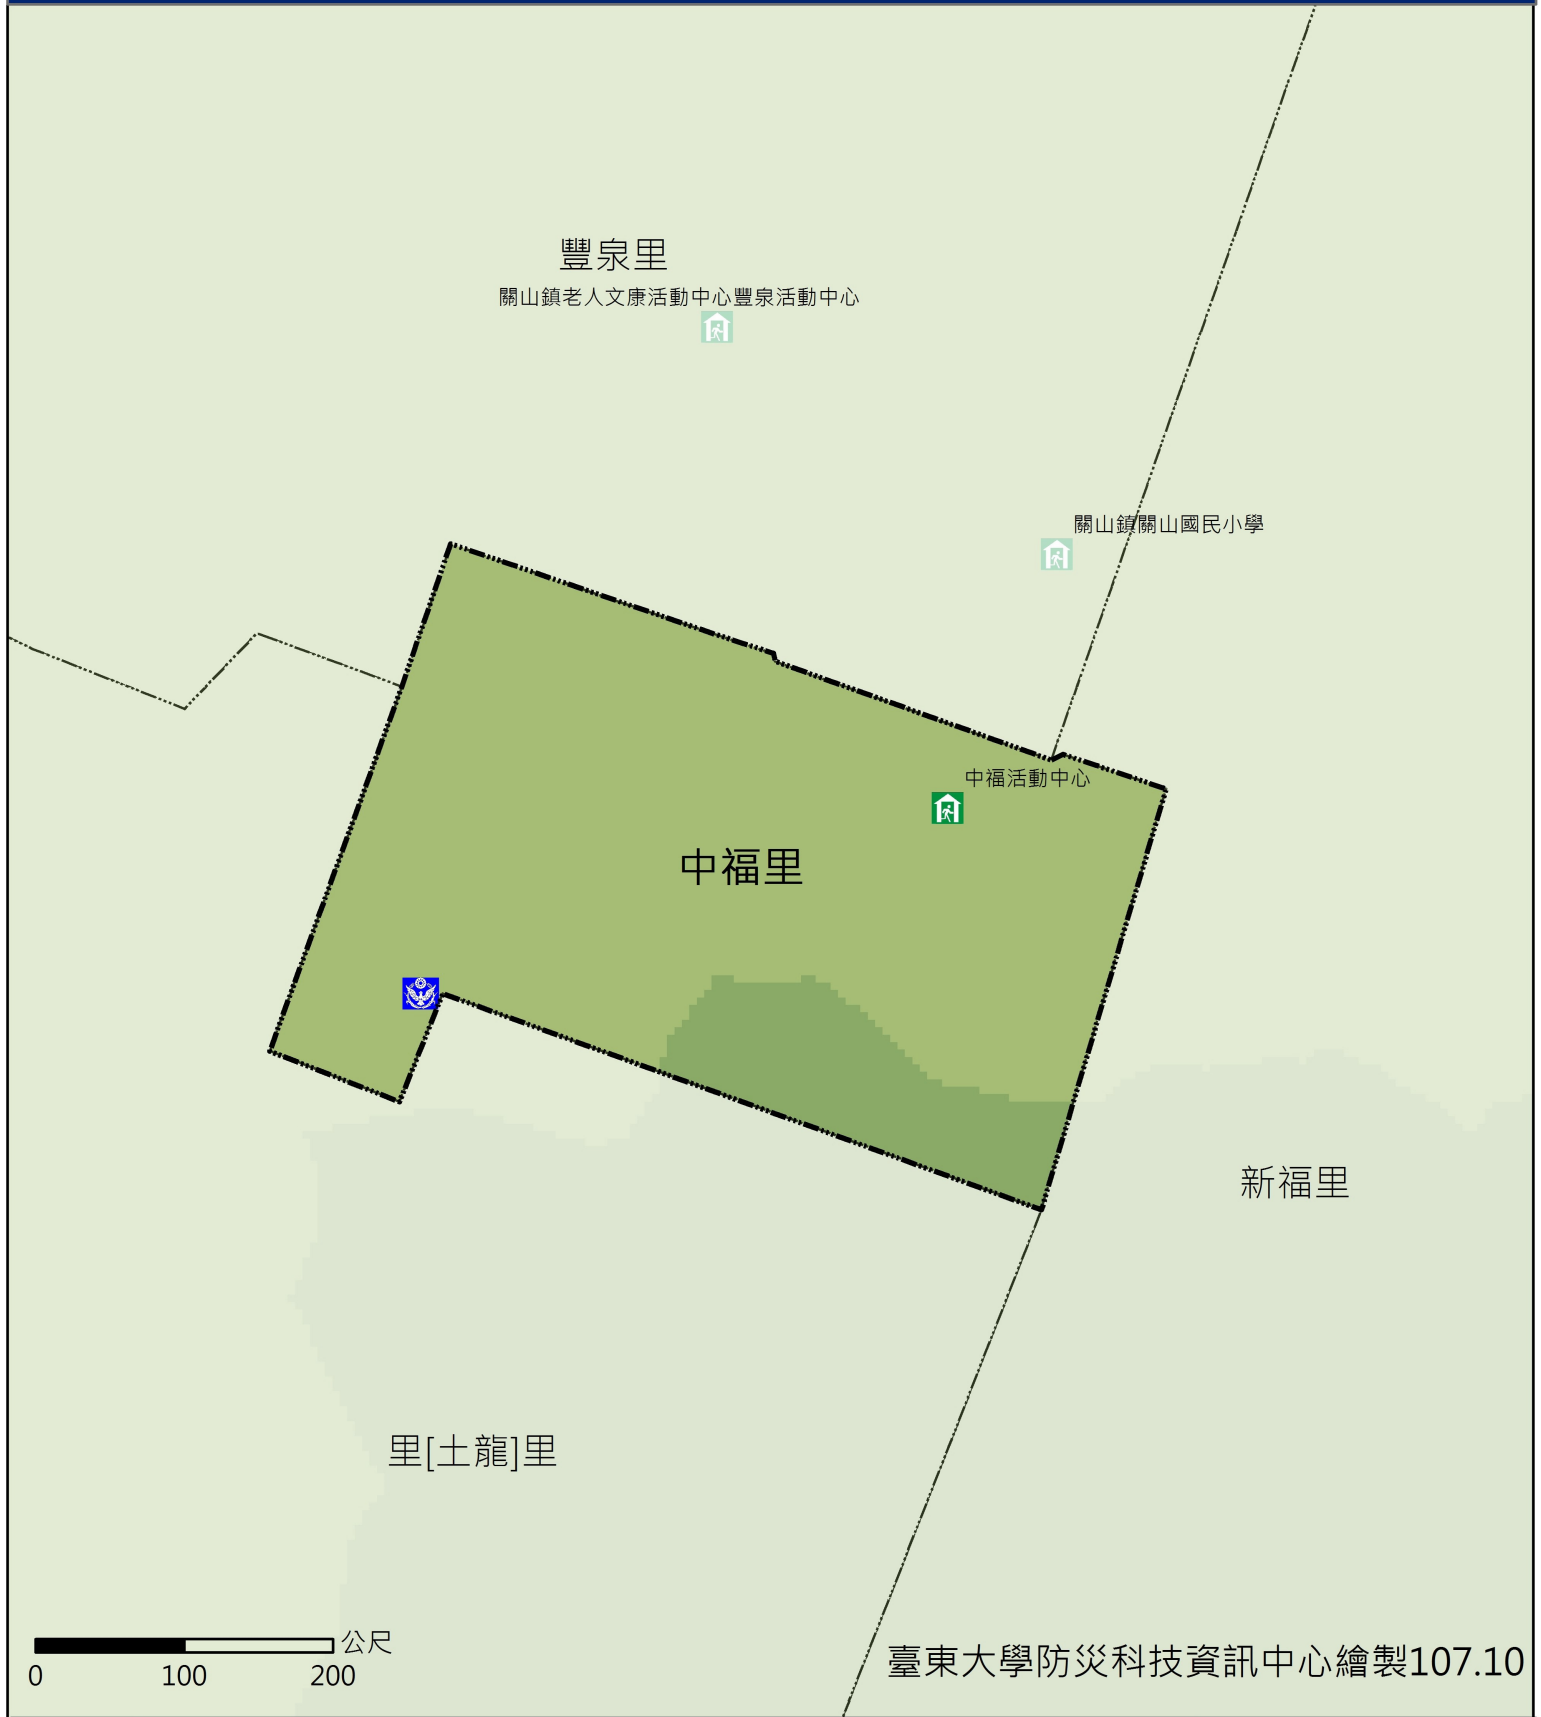 豐泉里
關山鎮老人文康活動中心豐泉活動中心
關山鎮關山國民小學
中福活動中心
中福里
新福里
里[土龍]里
公尺
0 100 200
臺東大學防災科技資訊中心繪製107.10